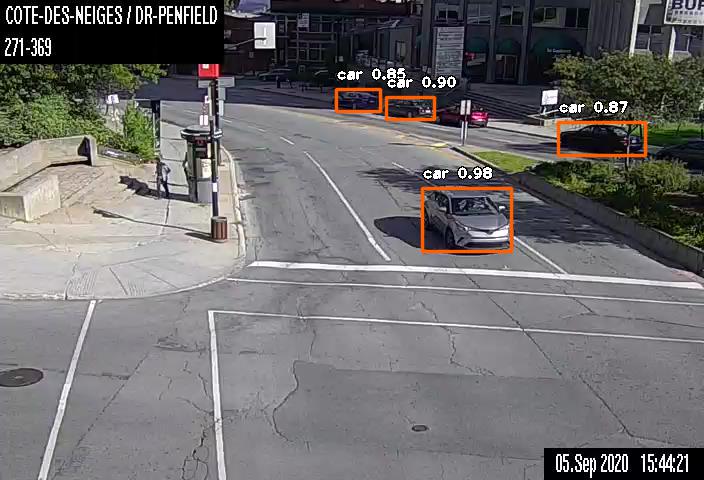 COTE-DES-NEIGES / DR-PENFIELD
271-369
BUF
car 0.85
car 0.90
car 0.87
car 0.98
05.Sep 2020 15:44:21